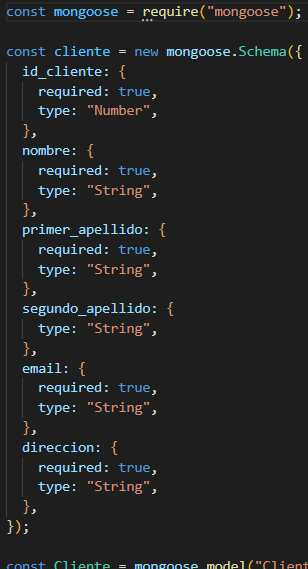 const mongoose = require("mongoose");
const cliente = new mongoose.Schema({
id_cliente: {
required: true,
type: "Number",
},
nombre: {
required: true,
type: "String",
},
primer_apellido: {
required: true,
type: "String",
},
segundo_apellido: {
type: "String",
},
email: {
required: true,
type: "String",
},
direccion: {
required: true,
type: "String",
},
});
const Cliente = mongoose.model("Client